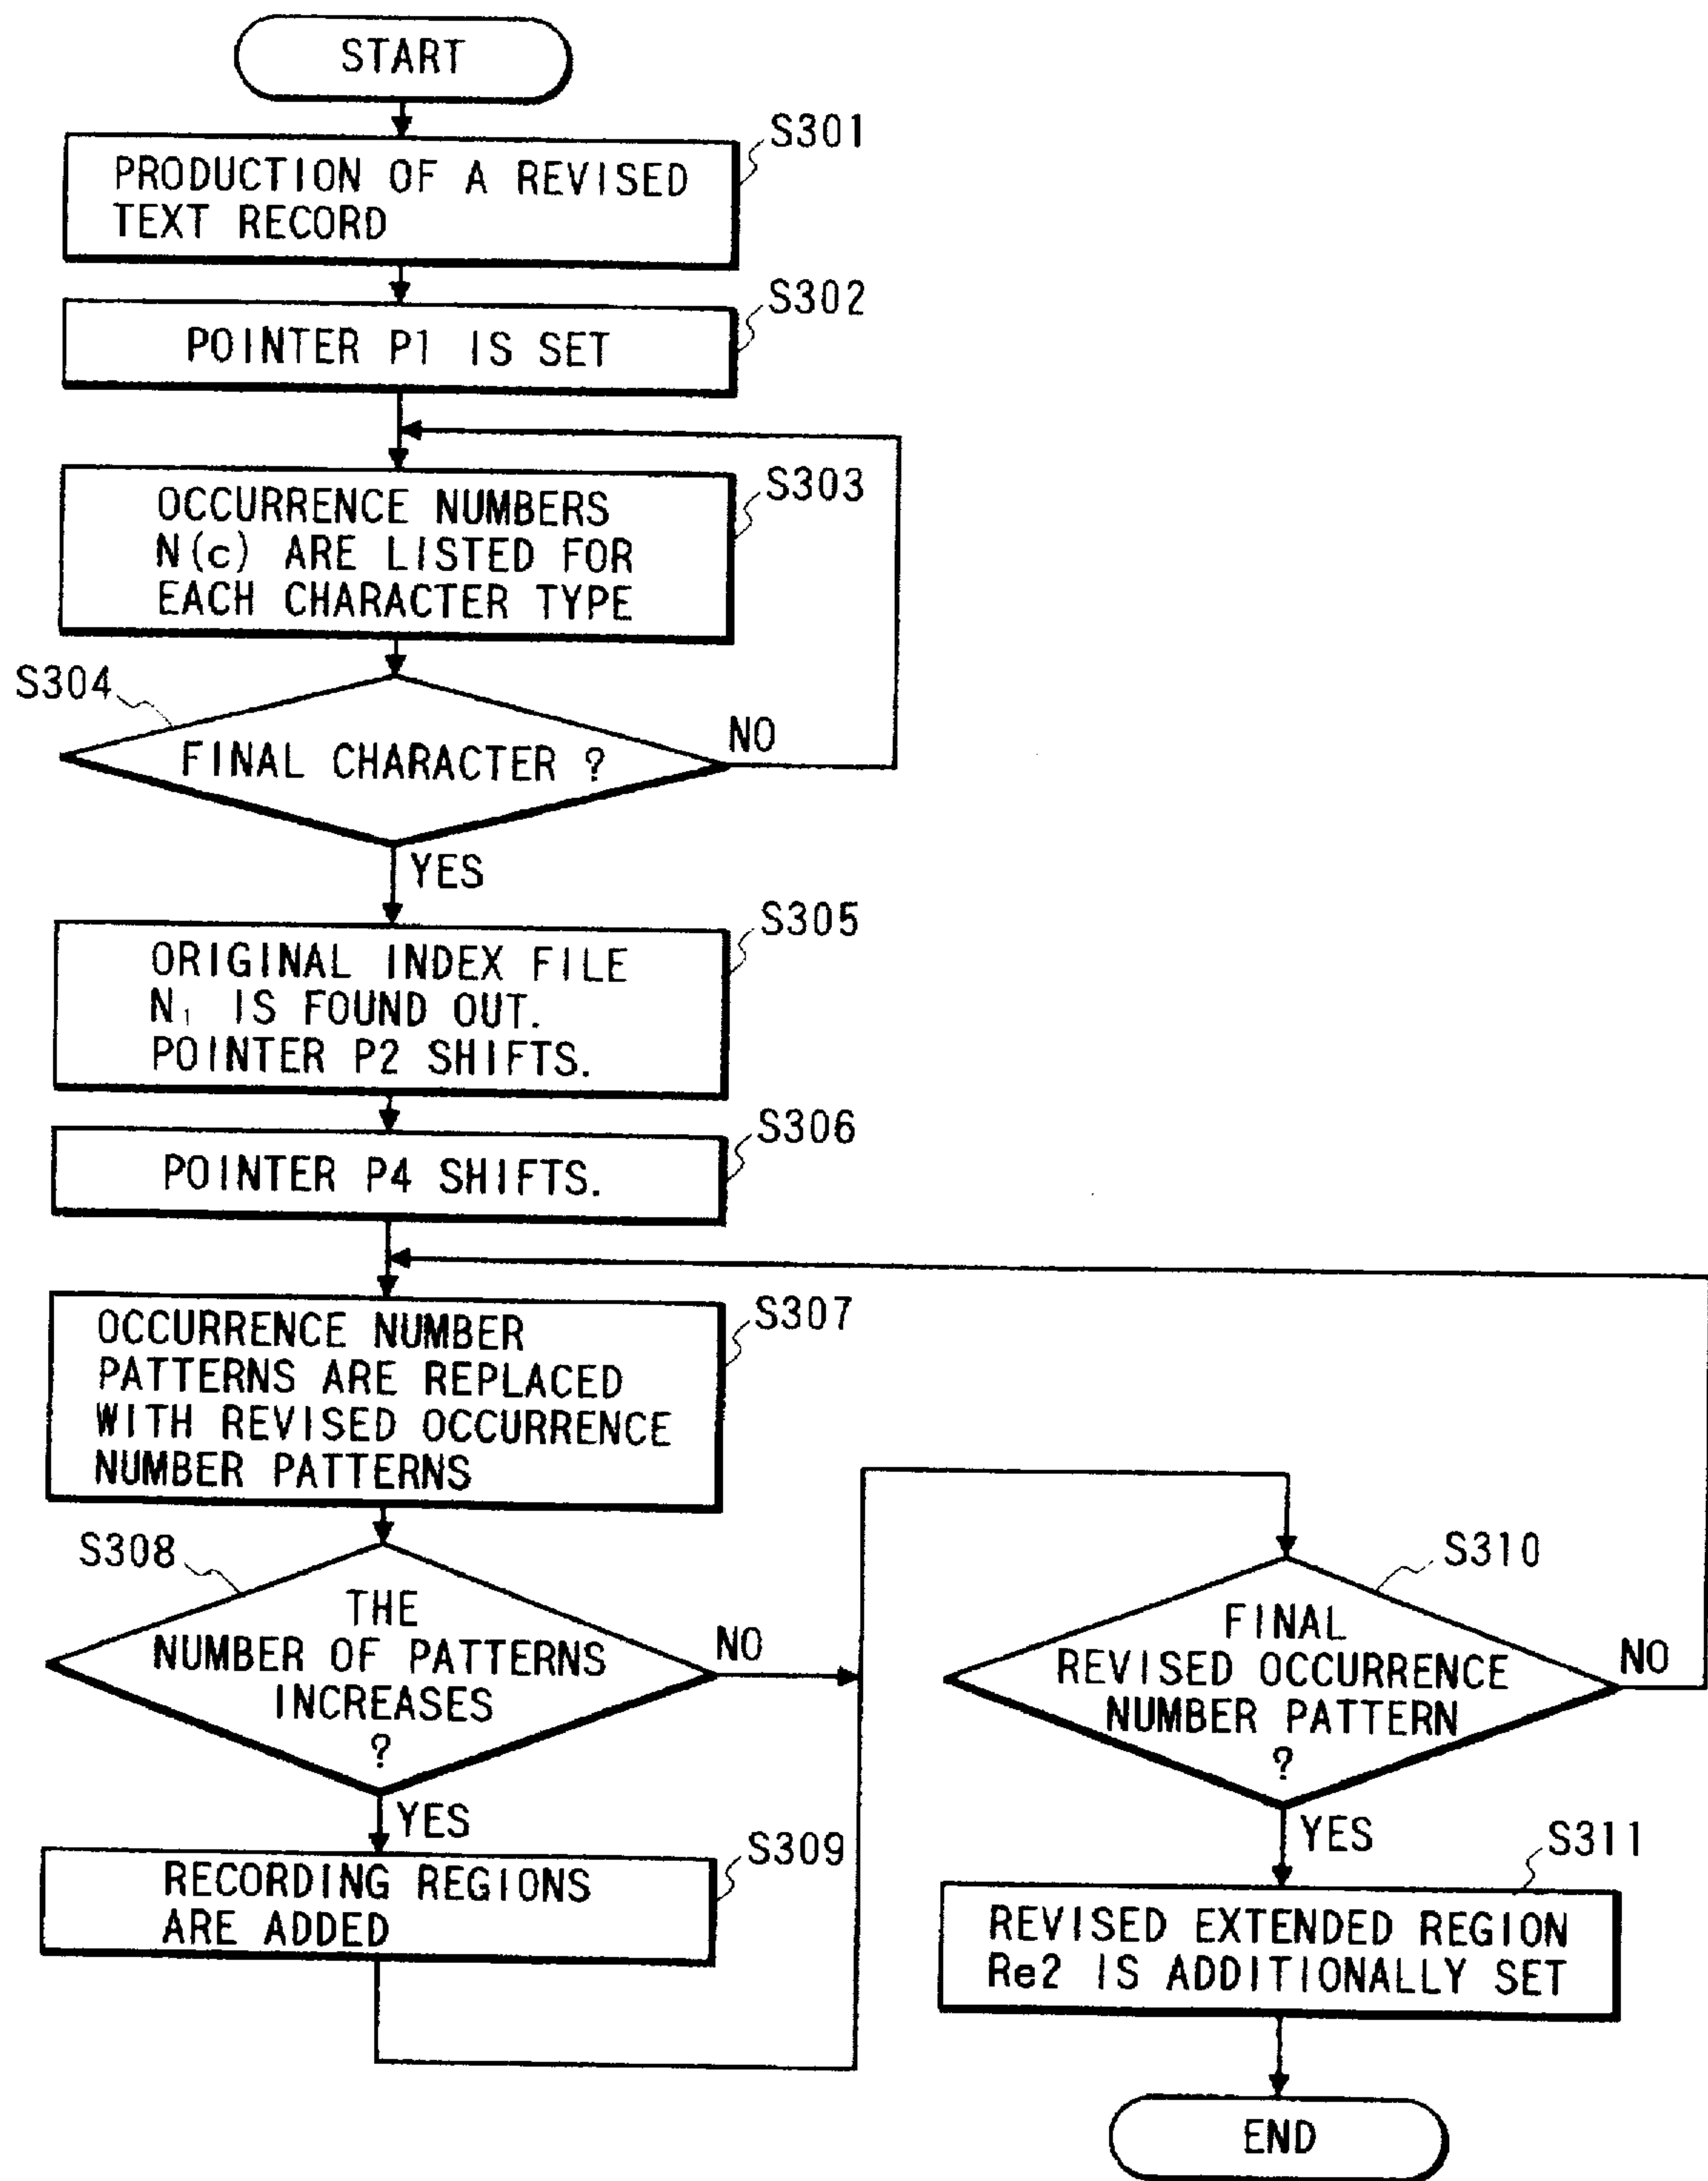 START
S301
PRODUCTION OF A REVISED
TEXT RECORD
S302
POINTER P1 IS SET
S303
OCCURRENCE NUMBERS
N(c) ARE LISTED FOR
EACH CHARACTER TYPE
S304
FINAL CHARACTER ?
NO
YES
S305
ORIGINAL INDEX FILE
N₁ IS FOUND OUT.
POINTER P2 SHIFTS.
S306
POINTER P4 SHIFTS.
S307
OCCURRENCE NUMBER
PATTERNS ARE REPLACED
WITH REVISED OCCURRENCE
NUMBER PATTERNS
S308
THE
NUMBER OF PATTERNS
INCREASES
?
NO
YES
S309
RECORDING REGIONS
ARE ADDED
S310
FINAL
REVISED OCCURRENCE
NUMBER PATTERN
?
NO
YES
S311
REVISED EXTENDED REGION
Re2 IS ADDITIONALLY SET
END